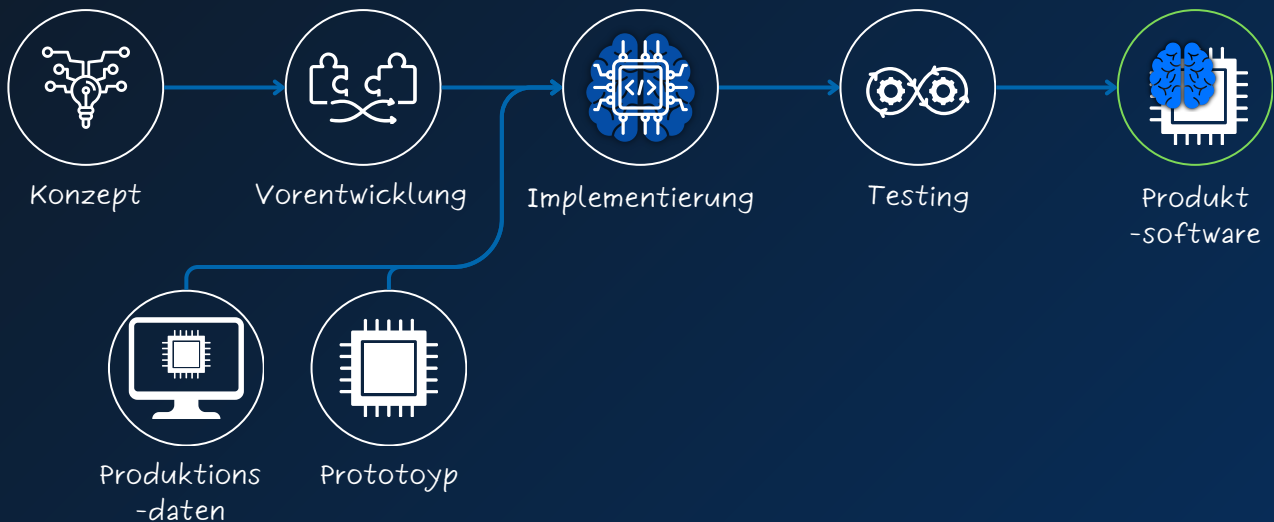 </>
Konzept
Vorentwicklung
Implementierung
Testing
Produkt
-software
Produktions
-daten
Prototoyp